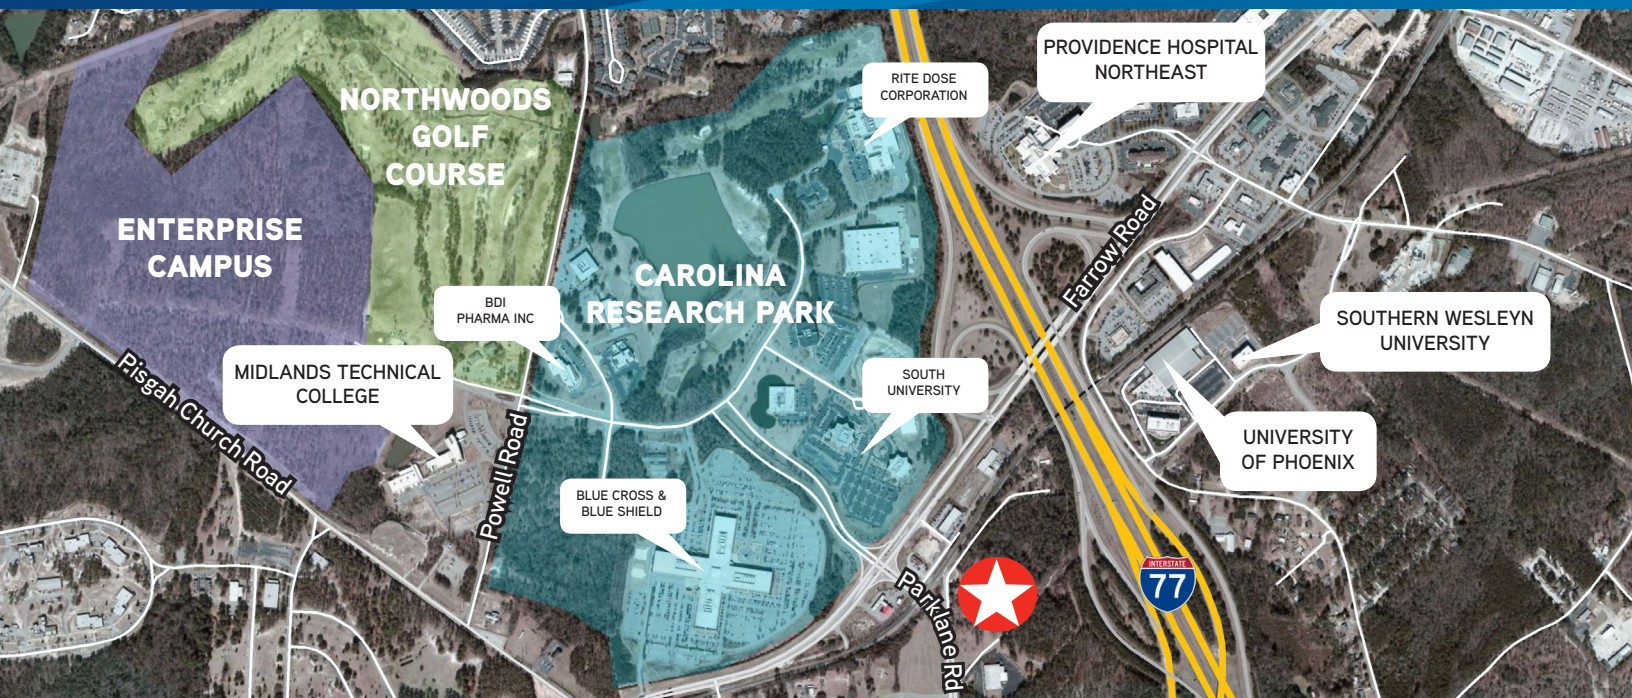 PROVIDENCE HOSPITAL
NORTHEAST
RITE DOSE
CORPORATION
NORTHWOODS
GOLF
COURSE
ENTERPRISE
CAMPUS
CAROLINA
RESEARCH PARK
Farrow Road
BDI
PHARMA INC
SOUTHERN WESLEYN
UNIVERSITY
MIDLANDS TECHNICAL
COLLEGE
Pisgah Church Road
SOUTH
UNIVERSITY
Powell Road
UNIVERSITY
OF PHOENIX
BLUE CROSS &
BLUE SHIELD
Parklane Rd
INTERSTATE
77